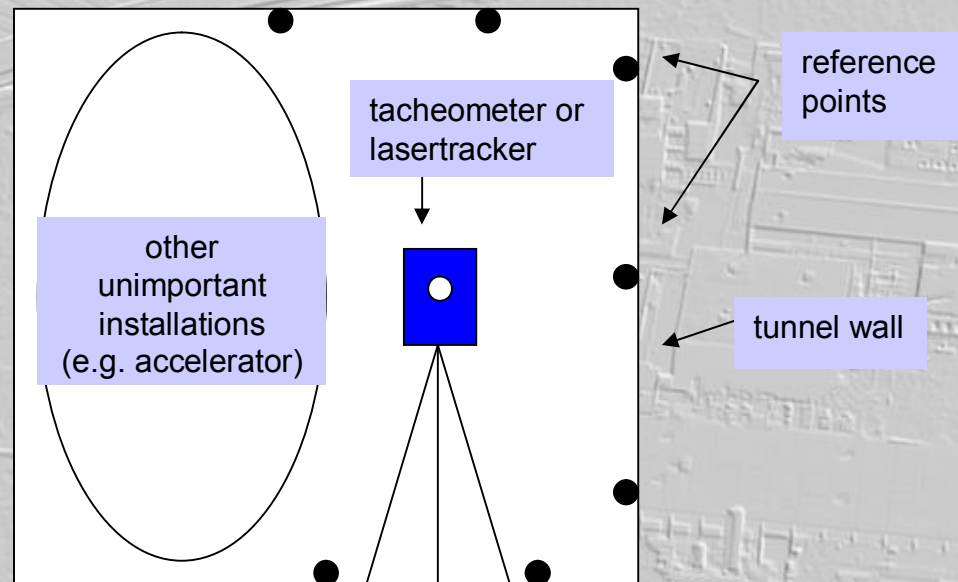 reference
points
tacheometer or
lasertracker
other
unimportant
installations
(e.g. accelerator)
tunnel wall